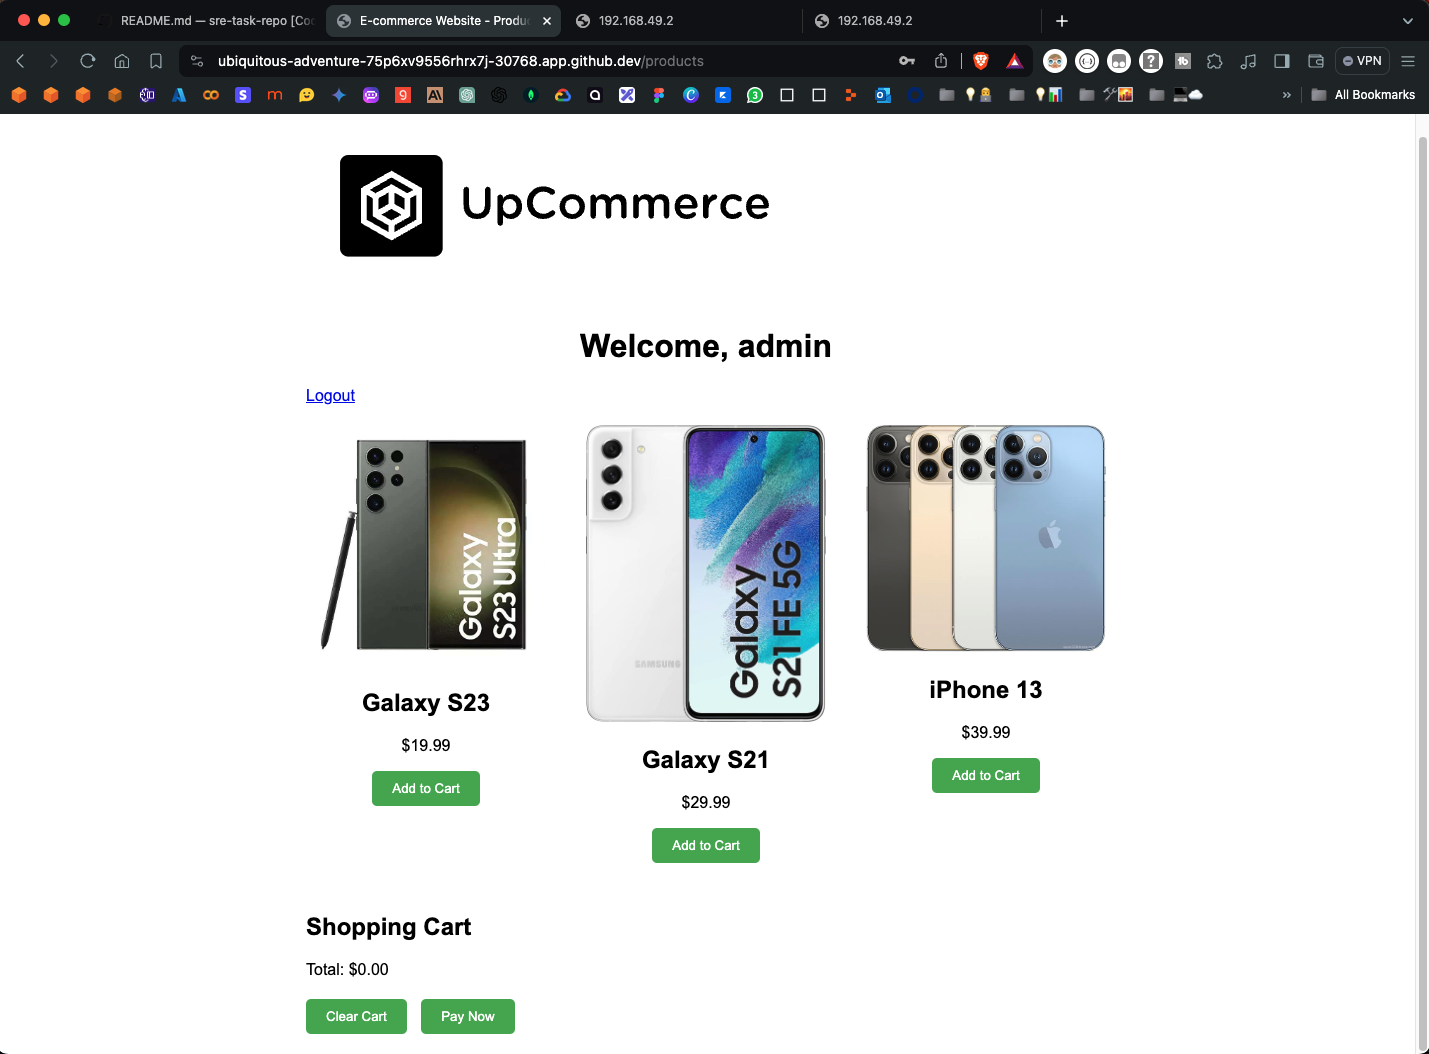 README.md — sre-task-repo [Co
E-commerce Website - Produ
192.168.49.2
192.168.49.2
ubiquitous-adventure-75p6xv9556rhrx7j-30768.app.github.dev/products
VPN
All Bookmarks
UpCommerce
Welcome, admin
Logout
Galaxy
S23 Ultra
SAMSUNG
Galaxy
S21 FE 5G
Galaxy S23
$19.99
Add to Cart
Galaxy S21
$29.99
Add to Cart
iPhone 13
$39.99
Add to Cart
Shopping Cart
Total: $0.00
Clear Cart
Pay Now